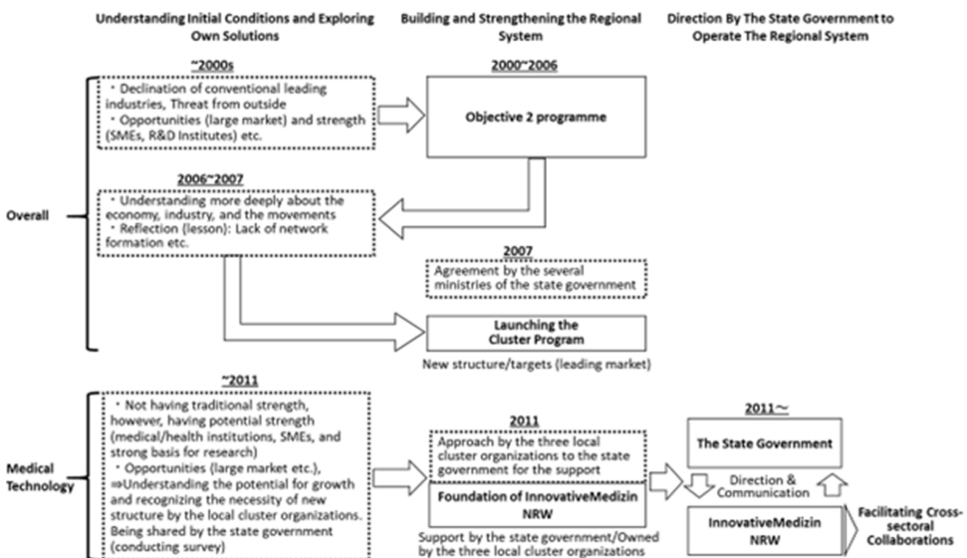 Understanding Initial Conditions and Exploring
Own Solutions
Building and Strengthening the Regional
System
Direction By The State Government to
Operate The Regional System
~2000s
・Declination of conventional leading
industries, Threat from outside
・Opportunities (large market) and strength
(SMEs, R&D Institutes) etc.
2000~2006
Objective 2 programme
Overall
2006~2007
・Understanding more deeply about the
economy, industry, and the movements
・Reflection (lesson): Lack of network
formation etc.
2007
Agreement by the several
ministries of the state government
Launching the
Cluster Program
New structure/targets (leading market)
Medical
Technology
~2011
・Not having traditional strength,
however, having potential strength
(medical/health institutions, SMEs, and
strong basis for research)
・Opportunities (large market etc.),
⇒Understanding the potential for growth
and recognizing the necessity of new
structure by the local cluster organizations.
Being shared by the state government
(conducting survey)
2011
Approach by the three local
cluster organizations to the state
government for the support
Foundation of InnovativeMedizin
NRW
Support by the state government/Owned
by the three local cluster organizations
2011～
The State Government
Direction &
Communication
InnovativeMedizin
NRW
Facilitating Cross-
sectoral
Collaborations